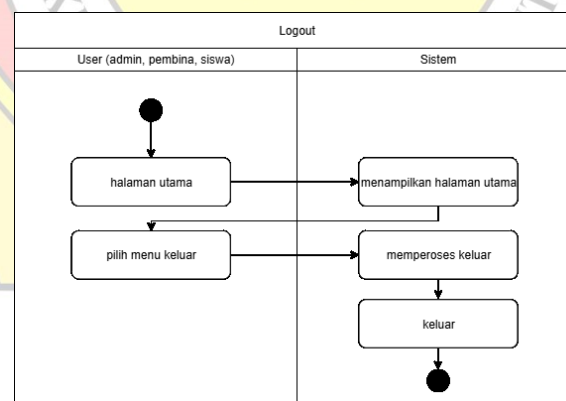 Logout
User (admin, pembina, siswa)
Sistem
halaman utama
menampilkan halaman utama
pilih menu keluar
memperoses keluar
keluar